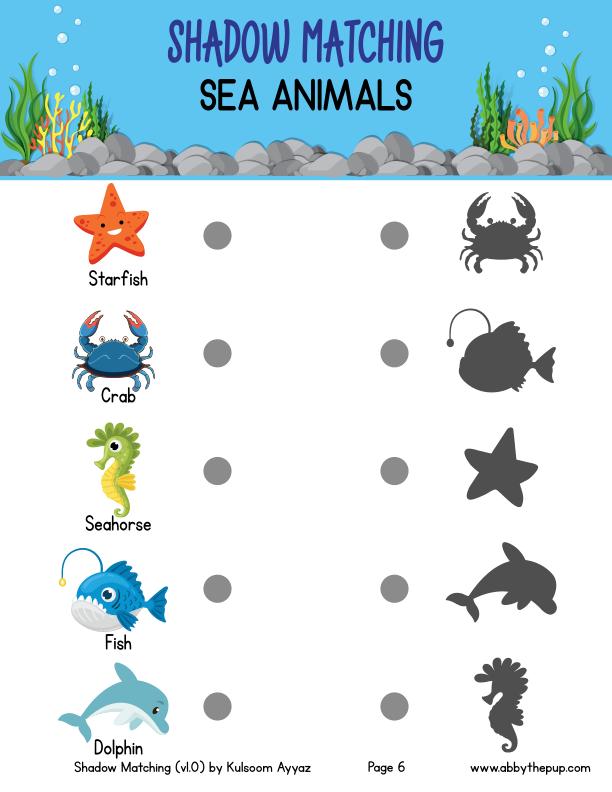 SHADOW MATCHING
SEA ANIMALS
Starfish
Crab
Seahorse
Fish
Dolphin
Shadow Matching (v1.0) by Kulsoom Ayyaz Page 6 www.abbythepup.com